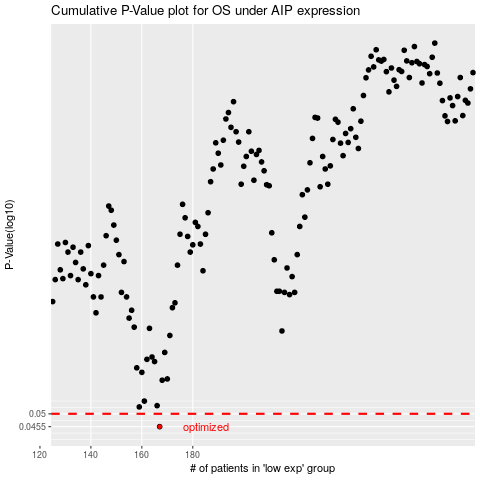 Cumulative P-Value plot for OS under AIP expression
P-Value(log10)
0.05
0.0455
optimized
120 140 160 180
# of patients in 'low exp' group